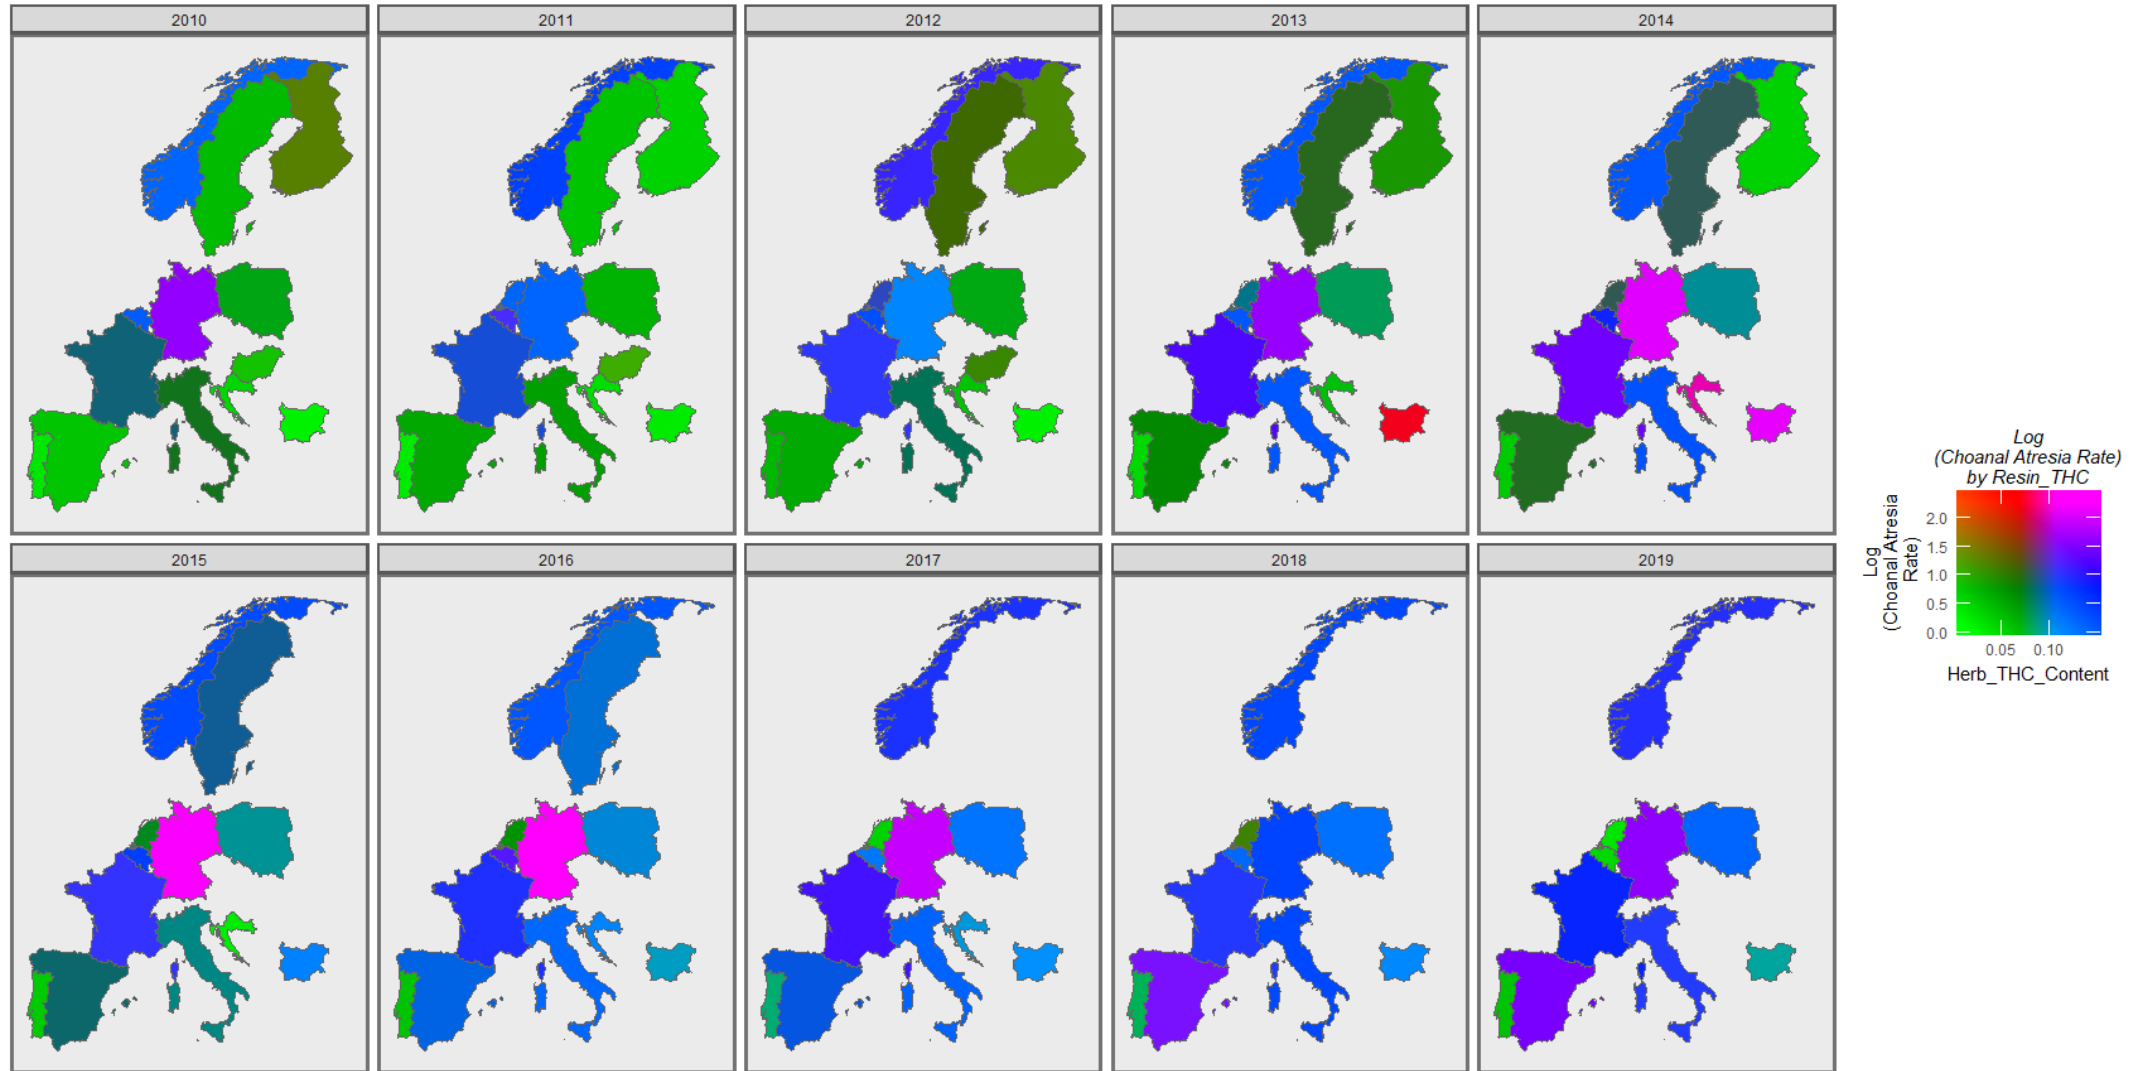 2010
2011
2012
2013
2014
2015
2016
2017
2018
2019
Log
(Choanal Atresia Rate)
by Resin_THC
Log
(Choanal Atresia
Rate)
2.0
1.5
1.0
0.5
0.0
0.05 0.10
Herb_THC_Content